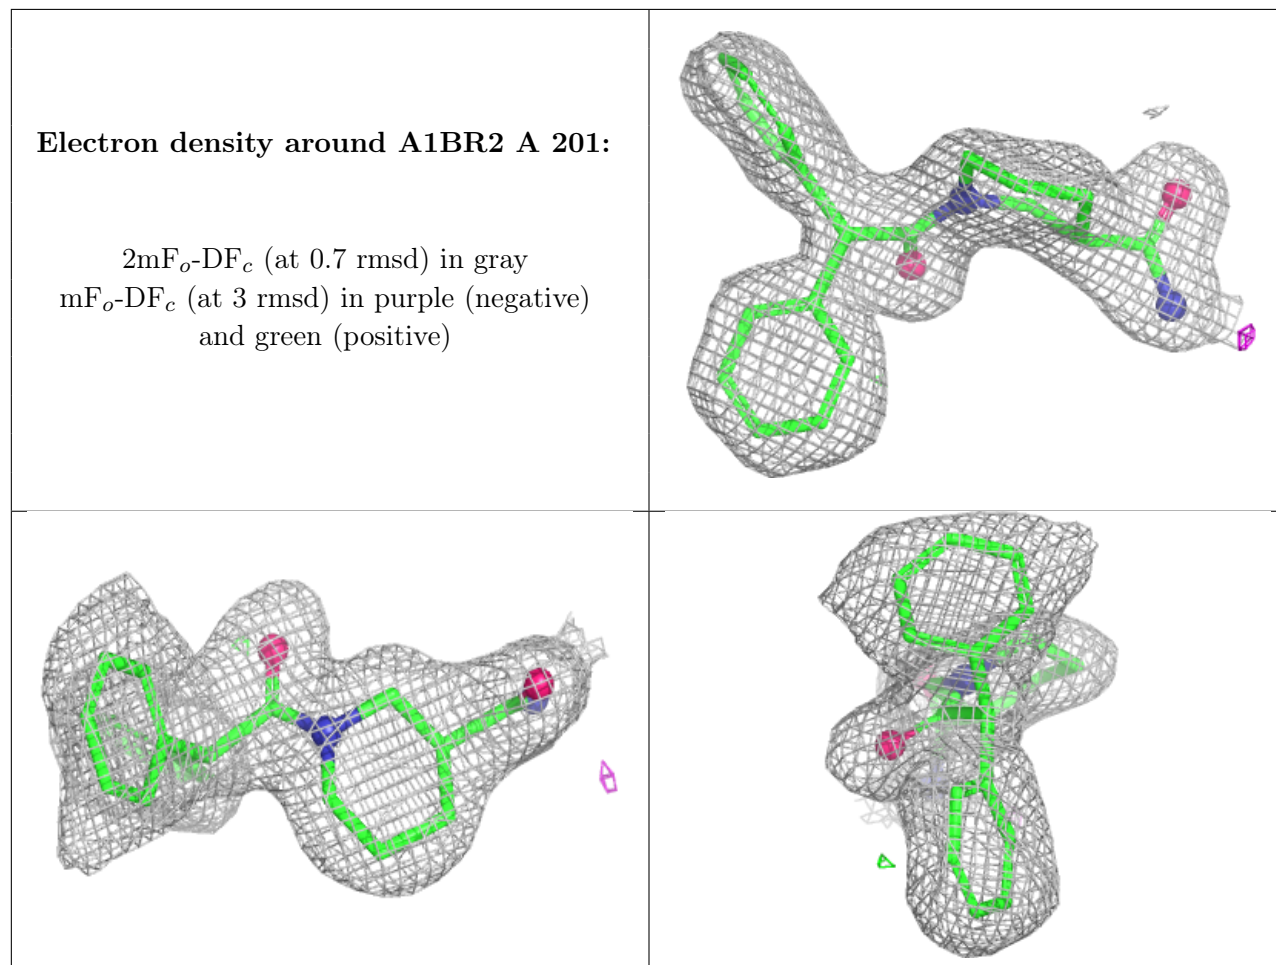 Electron density around A1BR2 A 201:
2mFo-DFc (at 0.7 rmsd) in gray
mFo-DFc (at 3 rmsd) in purple (negative)
and green (positive)